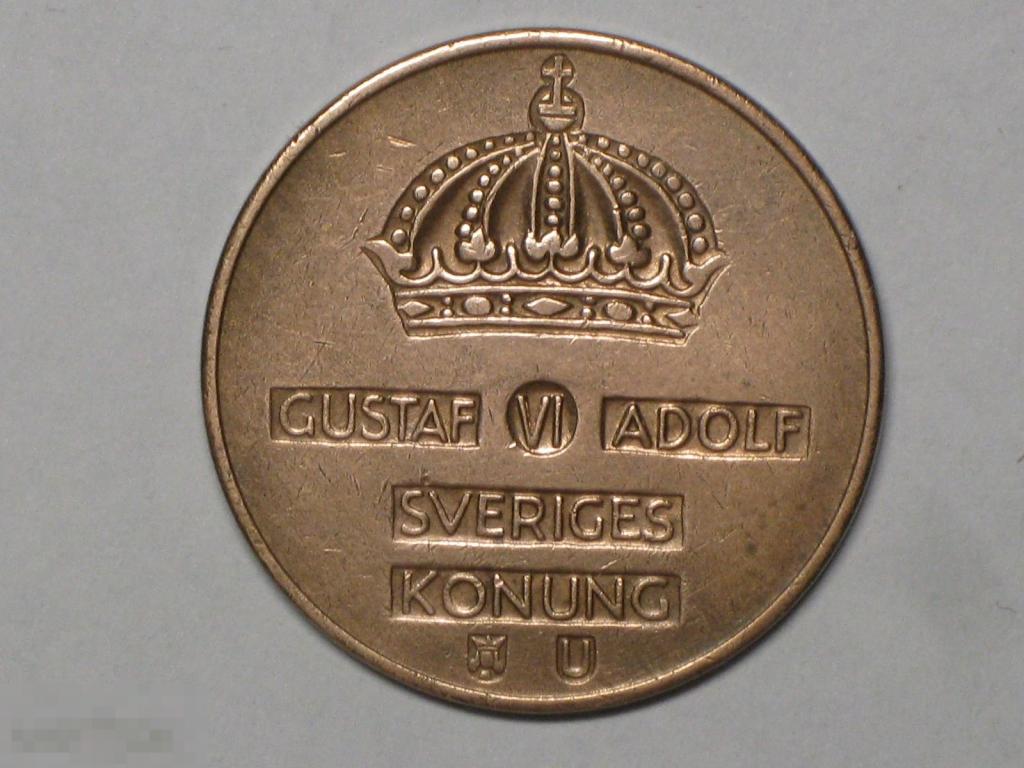 GUSTAF VI ADOLF
SVERIGES
KONUNG
U